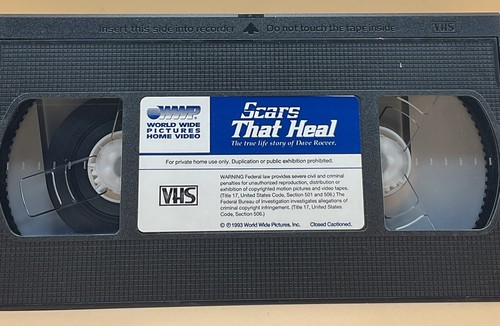 Insert this side into recorder Do not touch the tape inside VHS
WWP
WORLD WIDE
PICTURES
HOME VIDEO
Scars
That Heal
The true life story of Dave Roever.
For private home use only. Duplication or public exhibition prohibited.
VHS
WARNING Federal law provides severe civil and criminal
penalties for unauthorized reproduction, distribution or
exhibition of copyrighted motion pictures and video tapes.
(Title 17, United States Code, Section 501 and 506.) The
Federal Bureau of Investigation investigates allegations of
criminal copyright infringement. (Title 17, United States
Code, Section 506.)
© ℗ 1993 World Wide Pictures, Inc. Closed Captioned.